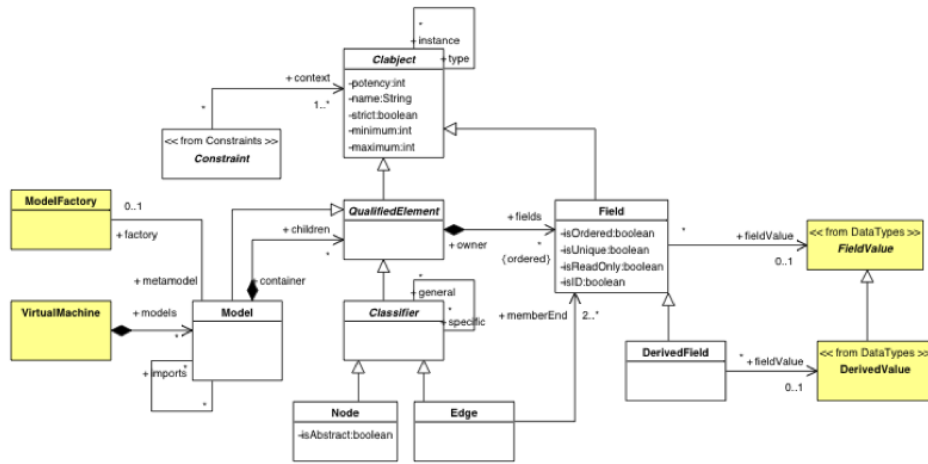 *
+ instance
Clabject
+ type
-potency:int
-name:String
-strict:boolean
-minimum:int
-maximum:int
+ context
*
1..*
<< from Constraints >>
Constraint
ModelFactory
0..1
+ factory
QualifiedElement
+ children
*
+ fields
+ owner
*
{ordered}
Field
-isOrdered:boolean
-isUnique:boolean
-isReadOnly:boolean
-isID:boolean
*
+ fieldValue
0..1
<< from DataTypes >>
FieldValue
+ metamodel
+ container
VirtualMachine
+ models
*
Model
+ imports
*
*
*
+ general
Classifier
*
+ specific
+ memberEnd
2..*
DerivedField
*
+ fieldValue
0..1
<< from DataTypes >>
DerivedValue
Node
-isAbstract:boolean
Edge